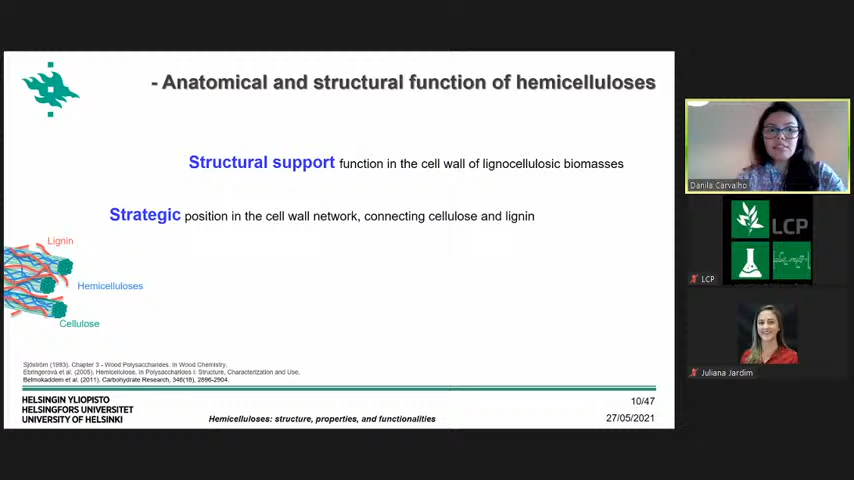 - Anatomical and structural function of hemicelluloses
Structural support function in the cell wall of lignocellulosic biomasses
Strategic position in the cell wall network, connecting cellulose and lignin
Lignin
Hemicelluloses
Cellulose
Sjöström (1993). Chapter 3 - Wood Polysaccharides. In Wood Chemistry.
Ebringerova et al. (2005), Hemicellulose. In Polysaccharides I: Structure, Characterization and Use.
Belmokaddem et al. (2011). Carbohydrate Research, 346(18), 2896-2904.
HELSINGIN YLIOPISTO
HELSINGFORS UNIVERSITET
UNIVERSITY OF HELSINKI
Hemicelluloses: structure, properties, and functionalities
10/47
27/05/2021
Danila Carvalho
LCP
LCP
Juliana Jardim